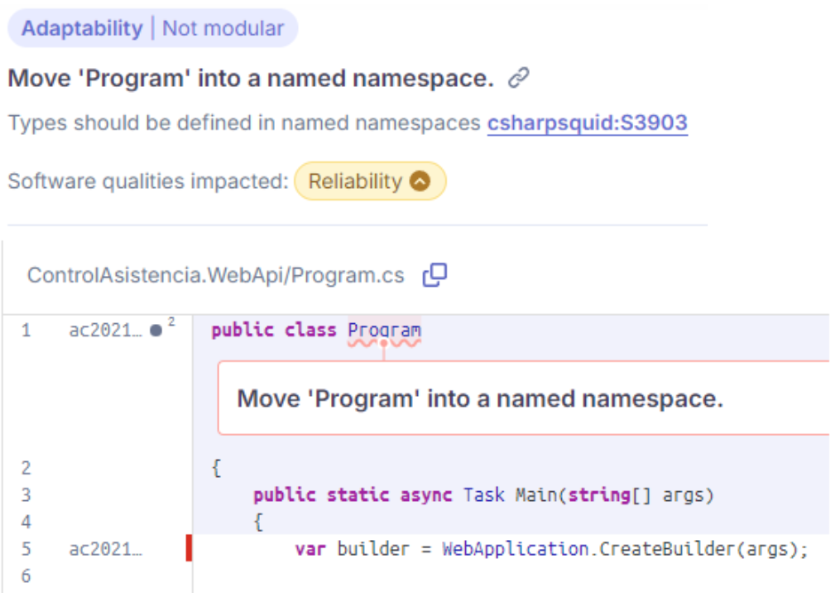 Adaptability | Not modular
Move 'Program' into a named namespace.
Types should be defined in named namespaces csharpsquid:S3903
Software qualities impacted: Reliability
ControlAsistencia.WebApi/Program.cs
1 ac2021… 2 public class Program
Move 'Program' into a named namespace.
2 {
3 public static async Task Main(string[] args)
4 {
5 ac2021… var builder = WebApplication.CreateBuilder(args);
6